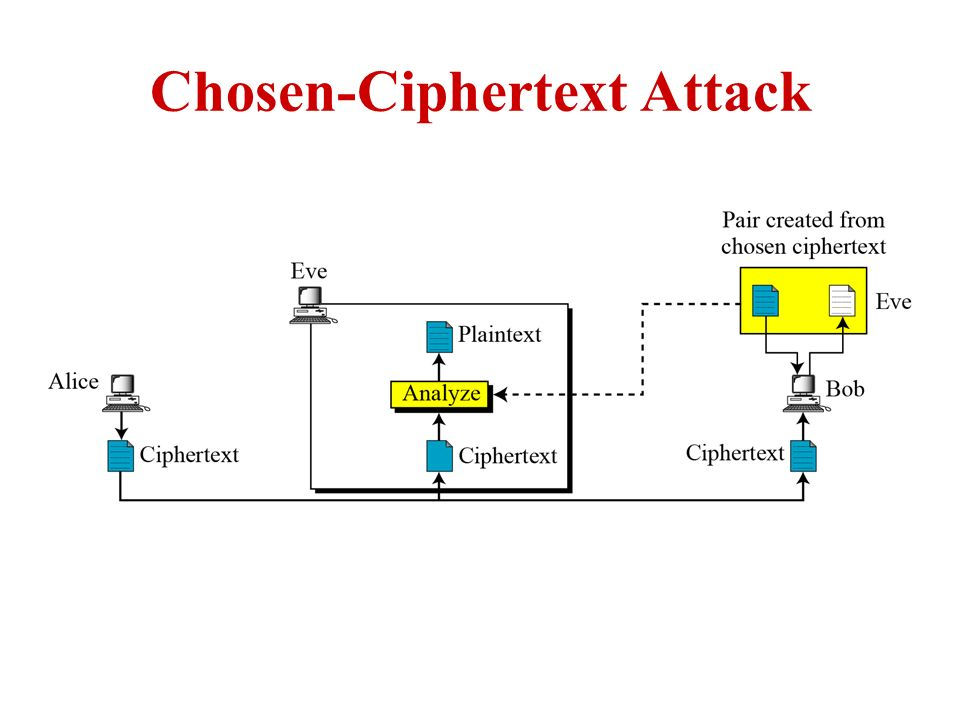 Chosen-Ciphertext Attack
Pair created from
chosen ciphertext
Eve
Eve
Plaintext
Alice
Analyze
Bob
Ciphertext
Ciphertext
Ciphertext